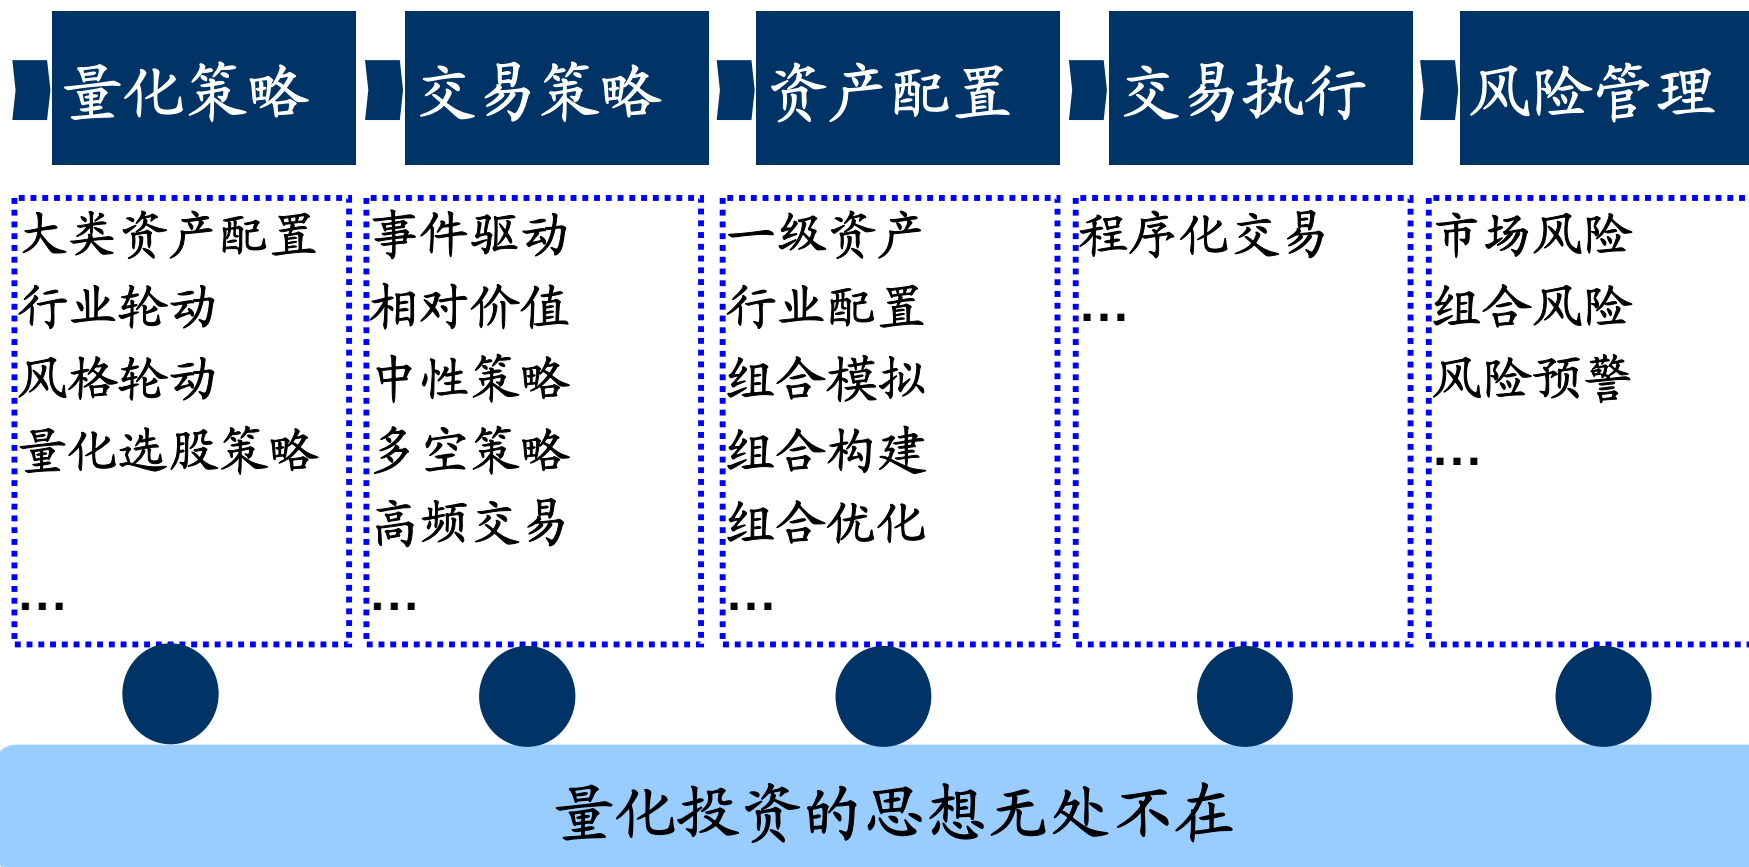 量化策略
交易策略
资产配置
交易执行
风险管理
大类资产配置
行业轮动
风格轮动
量化选股策略
...
事件驱动
相对价值
中性策略
多空策略
高频交易
...
一级资产
行业配置
组合模拟
组合构建
组合优化
...
程序化交易
...
市场风险
组合风险
风险预警
...
量化投资的思想无处不在